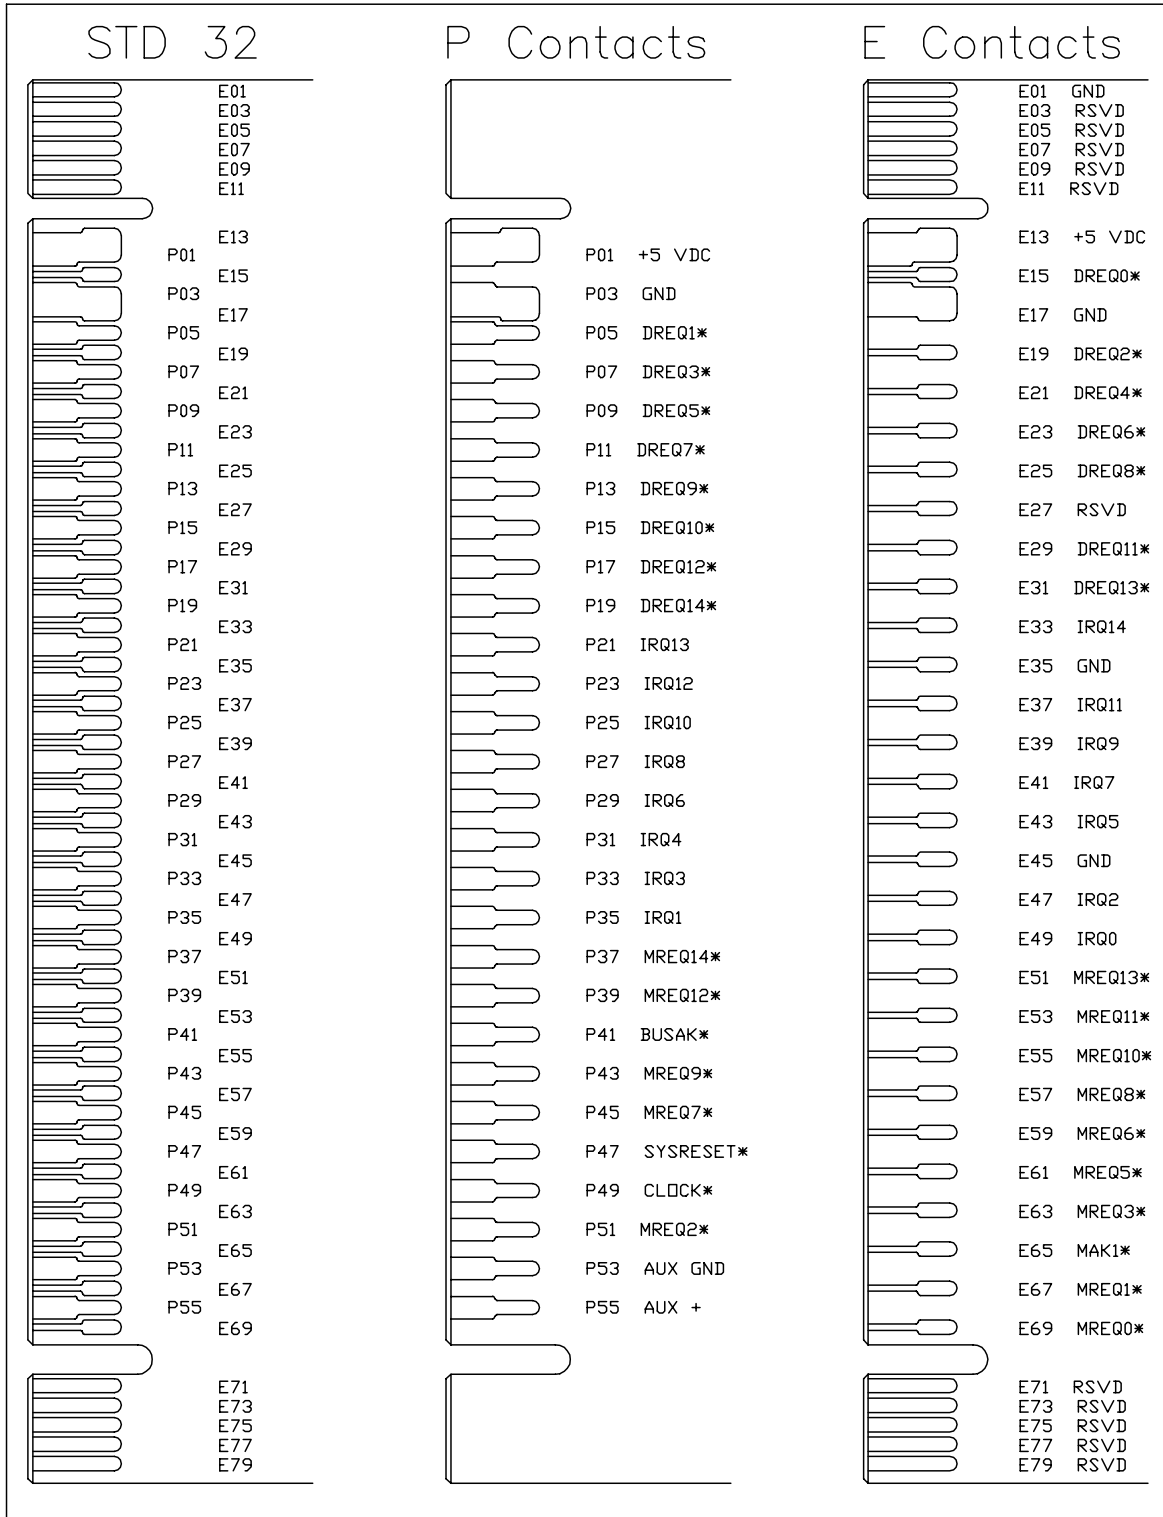 STD 32
E01
E03
E05
E07
E09
E11
E13
P01
E15
P03
E17
P05
E19
P07
E21
P09
E23
P11
E25
P13
E27
P15
E29
P17
E31
P19
E33
P21
E35
P23
E37
P25
E39
P27
E41
P29
E43
P31
E45
P33
E47
P35
E49
P37
E51
P39
E53
P41
E55
P43
E57
P45
E59
P47
E61
P49
E63
P51
E65
P53
E67
P55
E69
E71
E73
E75
E77
E79
P Contacts
P01 +5 VDC
P03 GND
P05 DREQ1*
P07 DREQ3*
P09 DREQ5*
P11 DREQ7*
P13 DREQ9*
P15 DREQ10*
P17 DREQ12*
P19 DREQ14*
P21 IRQ13
P23 IRQ12
P25 IRQ10
P27 IRQ8
P29 IRQ6
P31 IRQ4
P33 IRQ3
P35 IRQ1
P37 MREQ14*
P39 MREQ12*
P41 BUSAK*
P43 MREQ9*
P45 MREQ7*
P47 SYSRESET*
P49 CLOCK*
P51 MREQ2*
P53 AUX GND
P55 AUX +
E Contacts
E01 GND
E03 RSVD
E05 RSVD
E07 RSVD
E09 RSVD
E11 RSVD
E13 +5 VDC
E15 DREQ0*
E17 GND
E19 DREQ2*
E21 DREQ4*
E23 DREQ6*
E25 DREQ8*
E27 RSVD
E29 DREQ11*
E31 DREQ13*
E33 IRQ14
E35 GND
E37 IRQ11
E39 IRQ9
E41 IRQ7
E43 IRQ5
E45 GND
E47 IRQ2
E49 IRQ0
E51 MREQ13*
E53 MREQ11*
E55 MREQ10*
E57 MREQ8*
E59 MREQ6*
E61 MREQ5*
E63 MREQ3*
E65 MAK1*
E67 MREQ1*
E69 MREQ0*
E71 RSVD
E73 RSVD
E75 RSVD
E77 RSVD
E79 RSVD